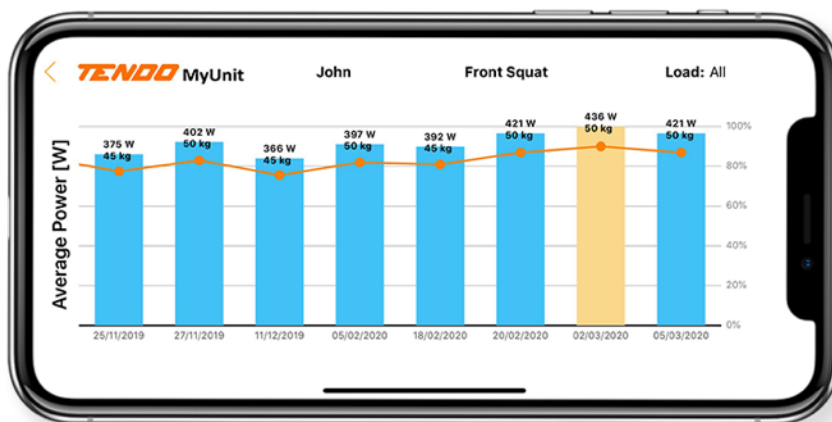 TENDO MyUnit
John
Front Squat
Load: All
Average Power [W]
375 W
45 kg
402 W
50 kg
366 W
45 kg
397 W
50 kg
392 W
45 kg
421 W
50 kg
436 W
50 kg
421 W
50 kg
100%
80%
60%
40%
20%
0%
25/11/2019
27/11/2019
11/12/2019
05/02/2020
18/02/2020
20/02/2020
02/03/2020
05/03/2020